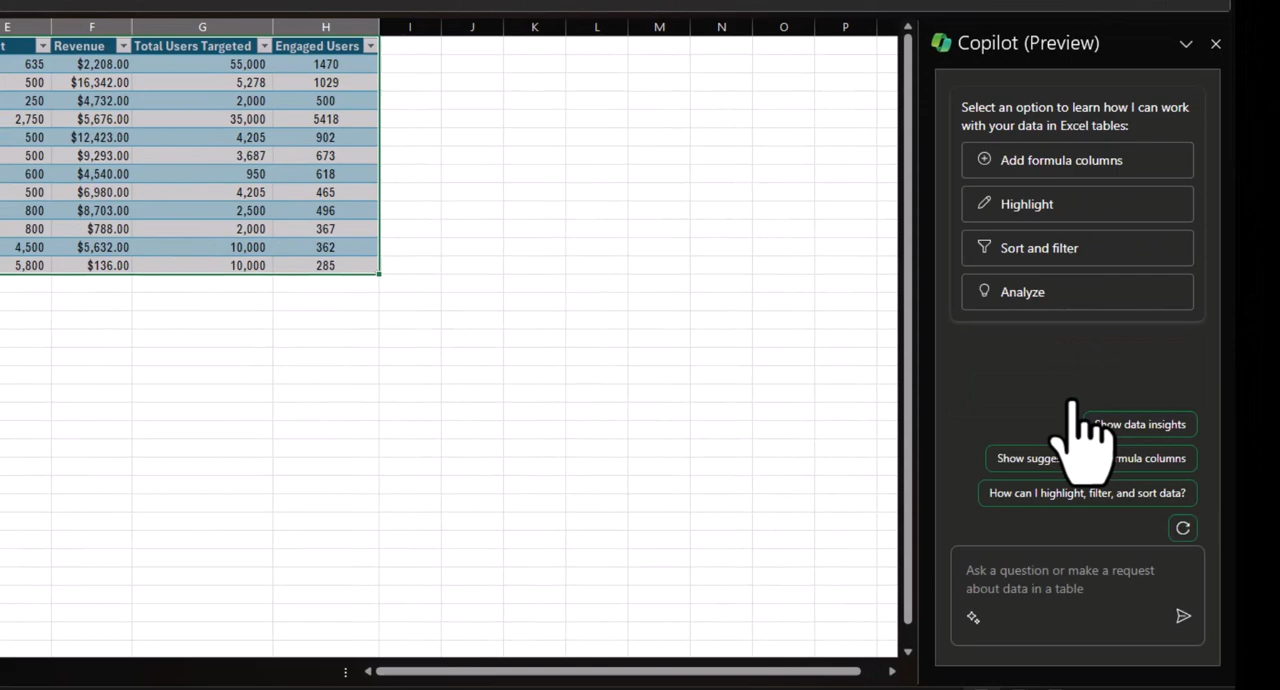 E F G H I J K L M N O P
t Revenue Total Users Targeted Engaged Users
635 $2,208.00 55,000 1470
500 $16,342.00 5,278 1029
250 $4,732.00 2,000 500
2,750 $5,676.00 35,000 5418
500 $12,423.00 4,205 902
500 $9,293.00 3,687 673
600 $4,540.00 950 618
500 $6,980.00 4,205 465
800 $8,703.00 2,500 496
800 $788.00 2,000 367
4,500 $5,632.00 10,000 362
5,800 $136.00 10,000 285
Copilot (Preview)
Select an option to learn how I can work
with your data in Excel tables:
Add formula columns
Highlight
Sort and filter
Analyze
Show data insights
Show columns
How can I highlight, filter, and sort data?
Ask a question or make a request
about data in a table